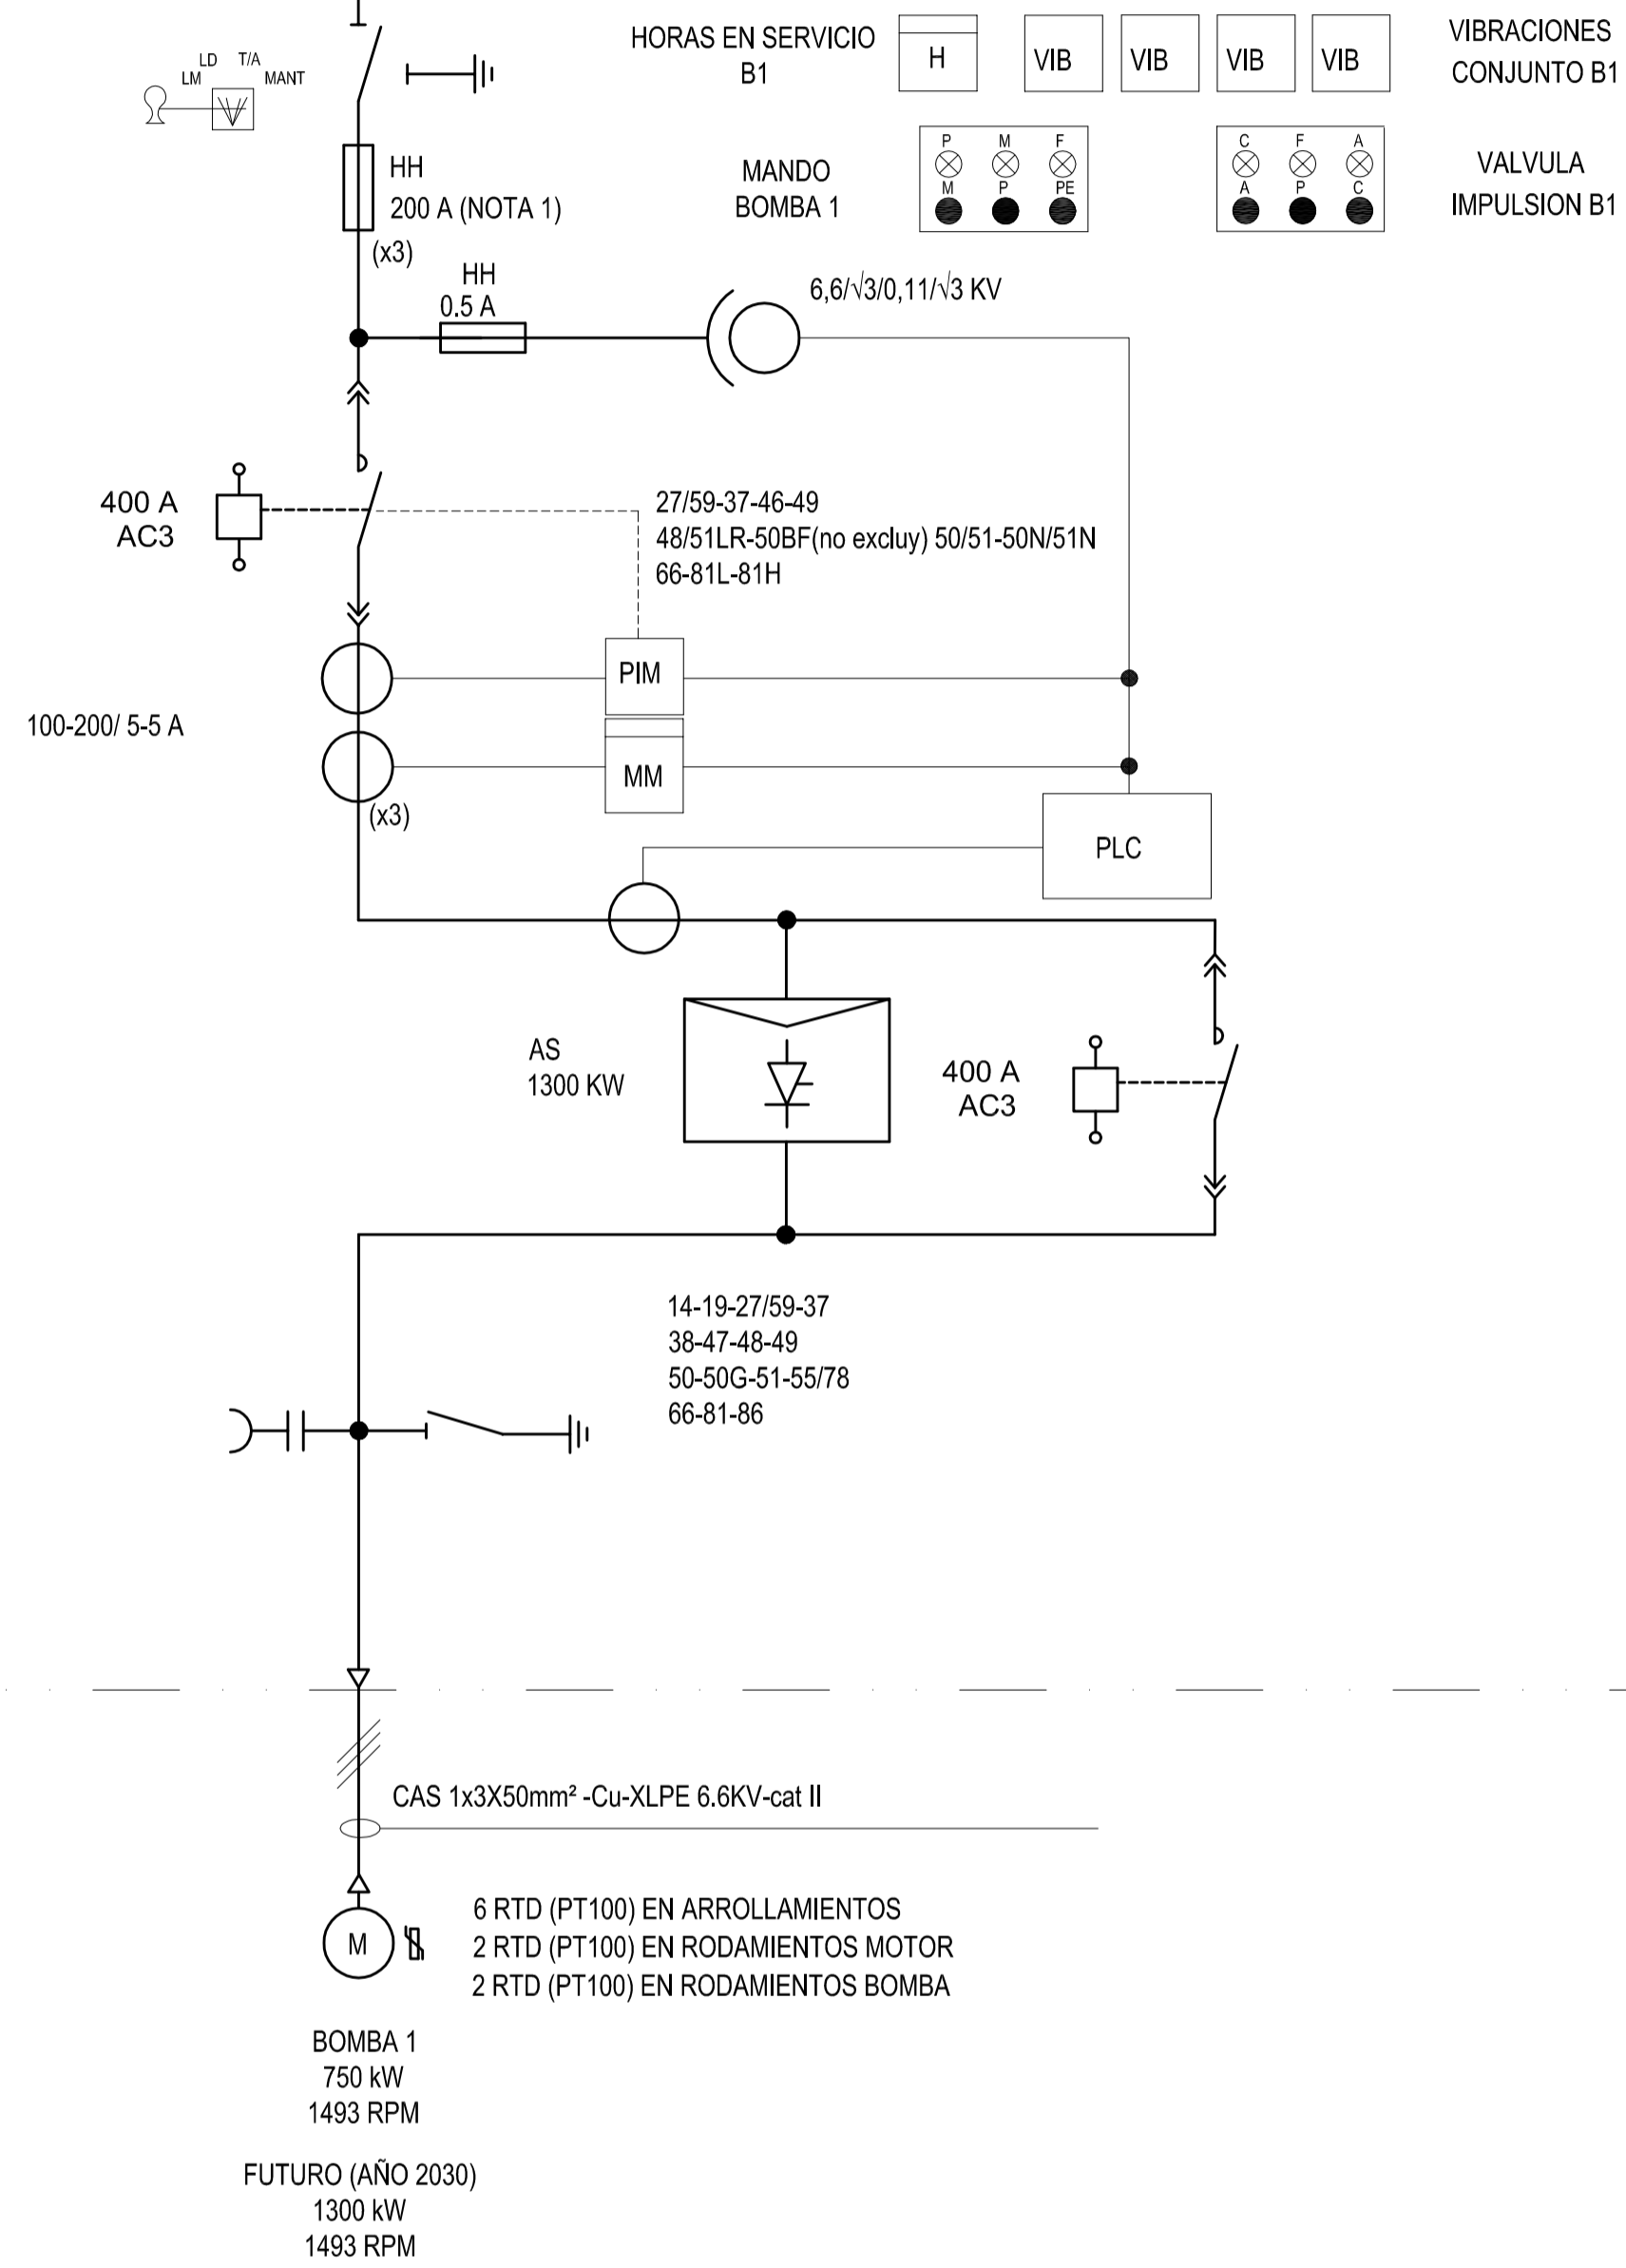 HORAS EN SERVICIO
B1
H
VIB
VIB
VIB
VIB
VIBRACIONES
CONJUNTO B1
LD T/A
LM MANT
HH
200 A (NOTA 1)
(x3)
MANDO
BOMBA 1
P M F
M P PE
C F A
A P C
VALVULA
IMPULSION B1
HH
0.5 A
6,6/√3/0,11/√3 KV
400 A
AC3
27/59-37-46-49
48/51LR-50BF(no excluy) 50/51-50N/51N
66-81L-81H
PIM
100-200/ 5-5 A
MM
(x3)
PLC
AS
1300 KW
400 A
AC3
14-19-27/59-37
38-47-48-49
50-50G-51-55/78
66-81-86
CAS 1x3X50mm² -Cu-XLPE 6.6KV-cat II
M
6 RTD (PT100) EN ARROLLAMIENTOS
2 RTD (PT100) EN RODAMIENTOS MOTOR
2 RTD (PT100) EN RODAMIENTOS BOMBA
BOMBA 1
750 kW
1493 RPM
FUTURO (AÑO 2030)
1300 kW
1493 RPM